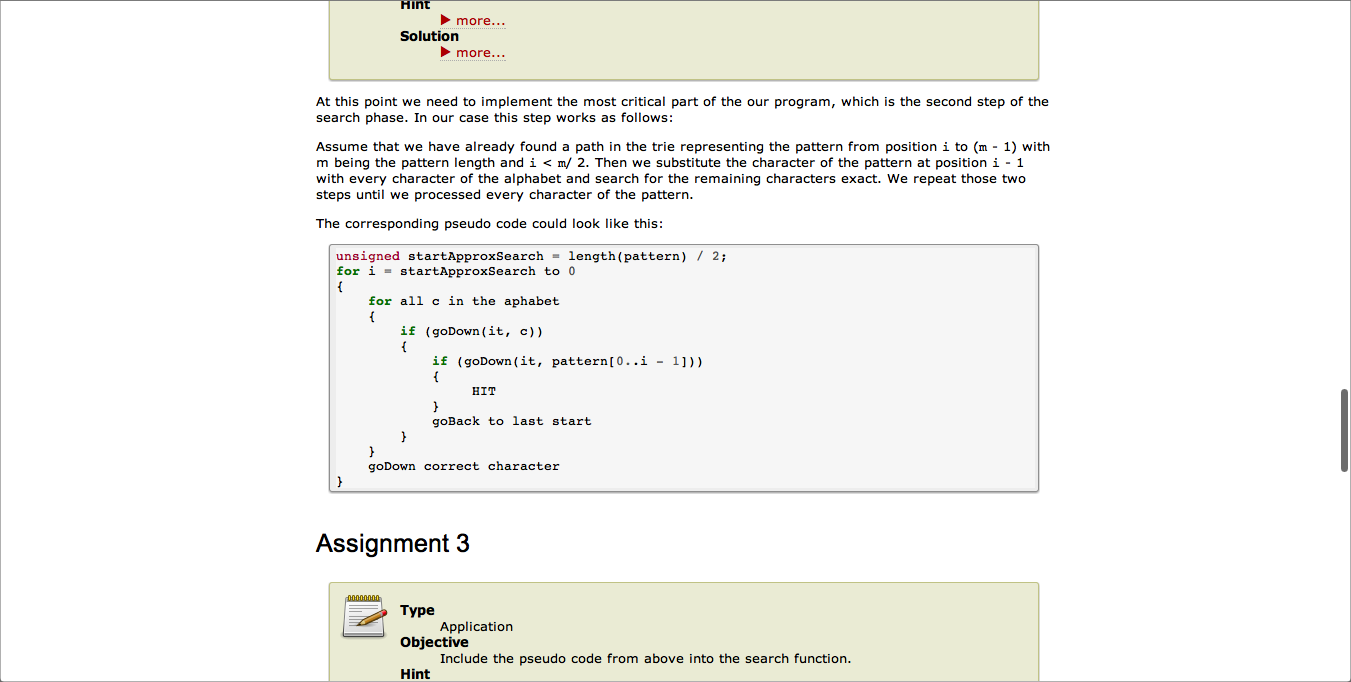 Hint
▶ more...
Solution
▶ more...
At this point we need to implement the most critical part of the our program, which is the second step of the
search phase. In our case this step works as follows:
Assume that we have already found a path in the trie representing the pattern from position i to (m - 1) with
m being the pattern length and i < m/ 2. Then we substitute the character of the pattern at position i - 1
with every character of the alphabet and search for the remaining characters exact. We repeat those two
steps until we processed every character of the pattern.
The corresponding pseudo code could look like this:
unsigned startApproxSearch = length(pattern) / 2;
for i = startApproxSearch to 0
{
    for all c in the aphabet
    {
        if (goDown(it, c))
        {
            if (goDown(it, pattern[0..i - 1]))
            {
                 HIT
            }
            goBack to last start
        }
    }
    goDown correct character
}
Assignment 3
Type
Application
Objective
Include the pseudo code from above into the search function.
Hint